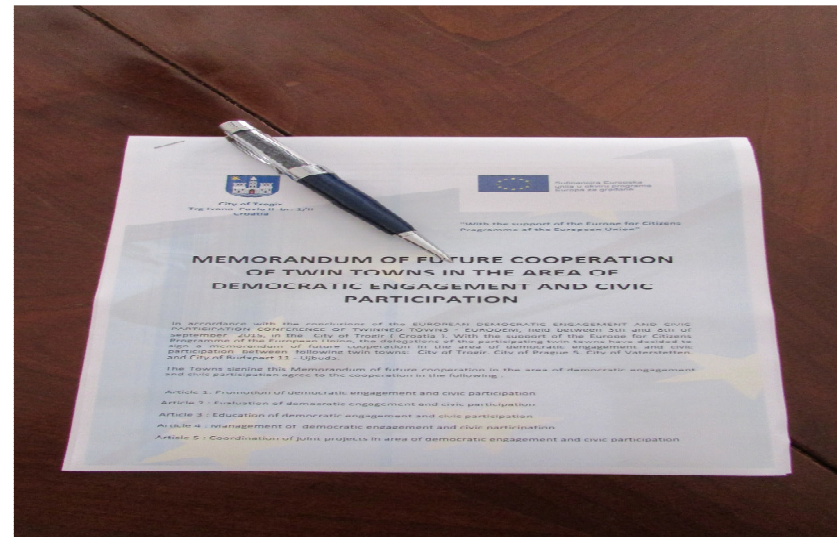 City of Trogir
Croatia
"With the support of the Europe for Citizens
Programme of the European Union"
MEMORANDUM OF FUTURE COOPERATION
OF TWIN TOWNS IN THE AREA OF
DEMOCRATIC ENGAGEMENT AND CIVIC
PARTICIPATION
In accordance with the conclusions of the EUROPEAN DEMOCRATIC ENGAGEMENT AND CIVIC
PARTICIPATION CONFERENCE OF TWINNED TOWNS - EURODEM, held between 5th and 8th of
September 2015, in the City of Trogir ( Croatia ). With the support of the Europe for Citizens
Programme of the European Union, the delegations of the participating twin towns have decided to
sign a memorandum of future cooperation in the area of democratic engagement and civic
participation between following twin towns: City of Trogir, City of Prague 5, City of Vaterstetten
and City of Budapest 11 - Ujbuda.
The Towns signing this Memorandum of future cooperation in the area of democratic engagement
and civic participation agree to the cooperation in the following :
Article 1: Promotion of democratic engagement and civic participation
Article 2 : Evaluation of democratic engagement and civic participation
Article 3 : Education of democratic engagement and civic participation
Article 4 : Management of democratic engagement and civic participation
Article 5 : Coordination of joint projects in area of democratic engagement and civic participation